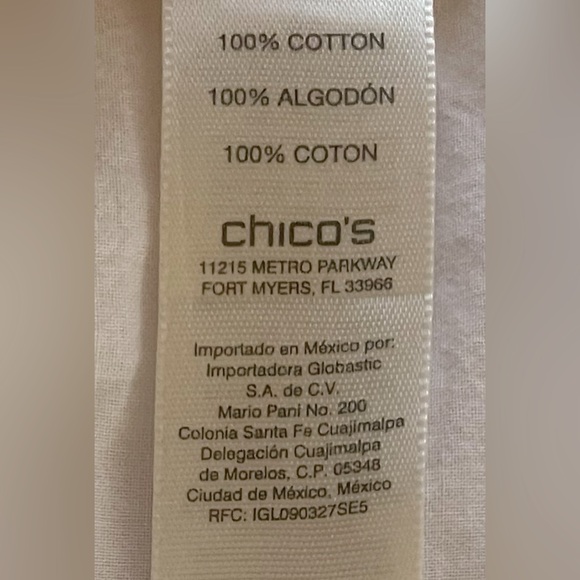 100% COTTON
100% ALGODÓN
100% COTON
chico's
11215 METRO PARKWAY
FORT MYERS, FL 33966
Importado en México por:
Importadora Globastic
S.A. de C.V.
Mario Pani No. 200
Colonia Santa Fe Cuajimalpa
Delegación Cuajimalpa
de Morelos, C.P. 05348
Ciudad de México, México
RFC: IGL090327SE5